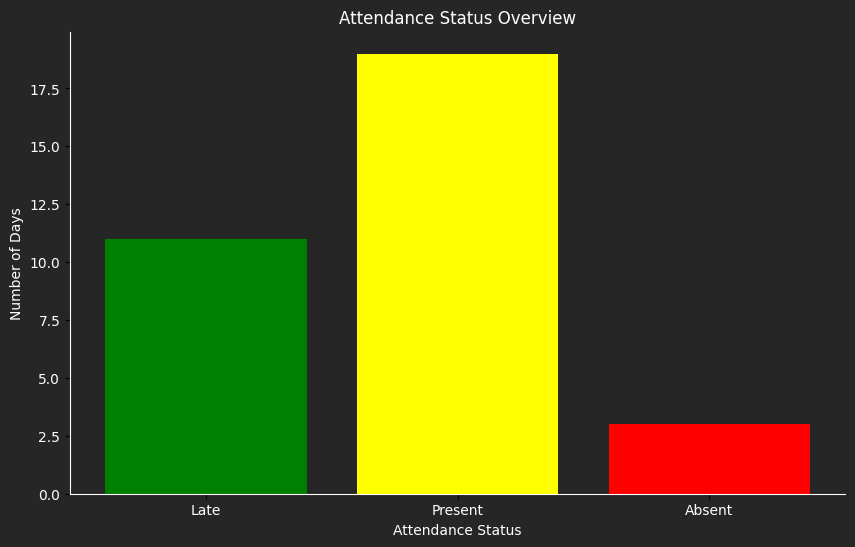 Attendance Status Overview
Number of Days
17.5
15.0
12.5
10.0
7.5
5.0
2.5
0.0
Late Present Absent
Attendance Status